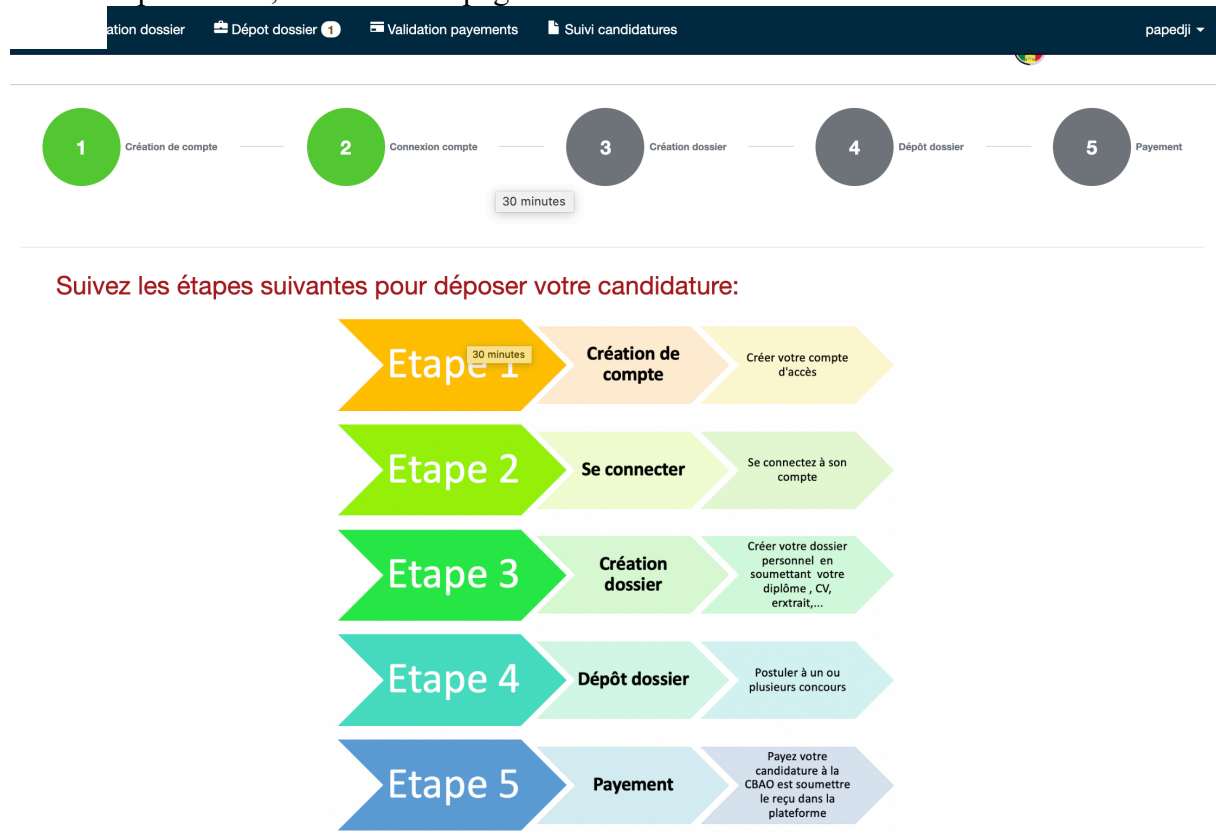 ation dossier Dépot dossier 1 Validation payements Suivi candidatures papedji
1 Création de compte 2 Connexion compte 3 Création dossier 4 Dépôt dossier 5 Payement
30 minutes
Suivez les étapes suivantes pour déposer votre candidature:
Etape 1
30 minutes
Création de
compte
Créer votre compte
d'accès
Etape 2
Se connecter
Se connectez à son
compte
Etape 3
Création
dossier
Créer votre dossier
personnel en
soumettant votre
diplôme , CV,
erxtrait,...
Etape 4
Dépôt dossier
Postuler à un ou
plusieurs concours
Etape 5
Payement
Payez votre
candidature à la
CBAO est soumettre
le reçu dans la
plateforme